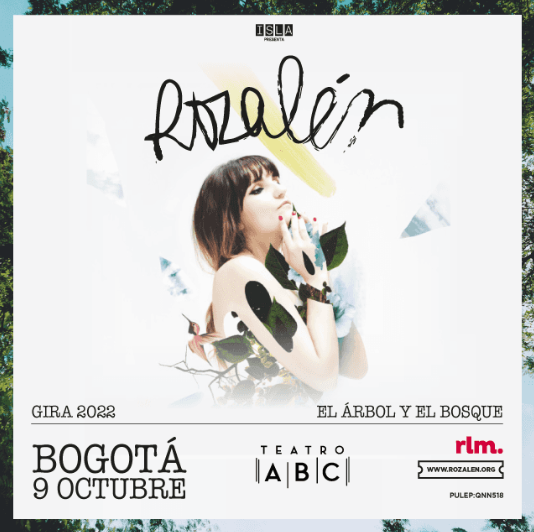 ISLA
PRESENTA
Rozalén
GIRA 2022
EL ÁRBOL Y EL BOSQUE
BOGOTÁ
9 OCTUBRE
TEATRO
A|B|C
rlm.
WWW.ROZALEN.ORG
PULEP:QNN518